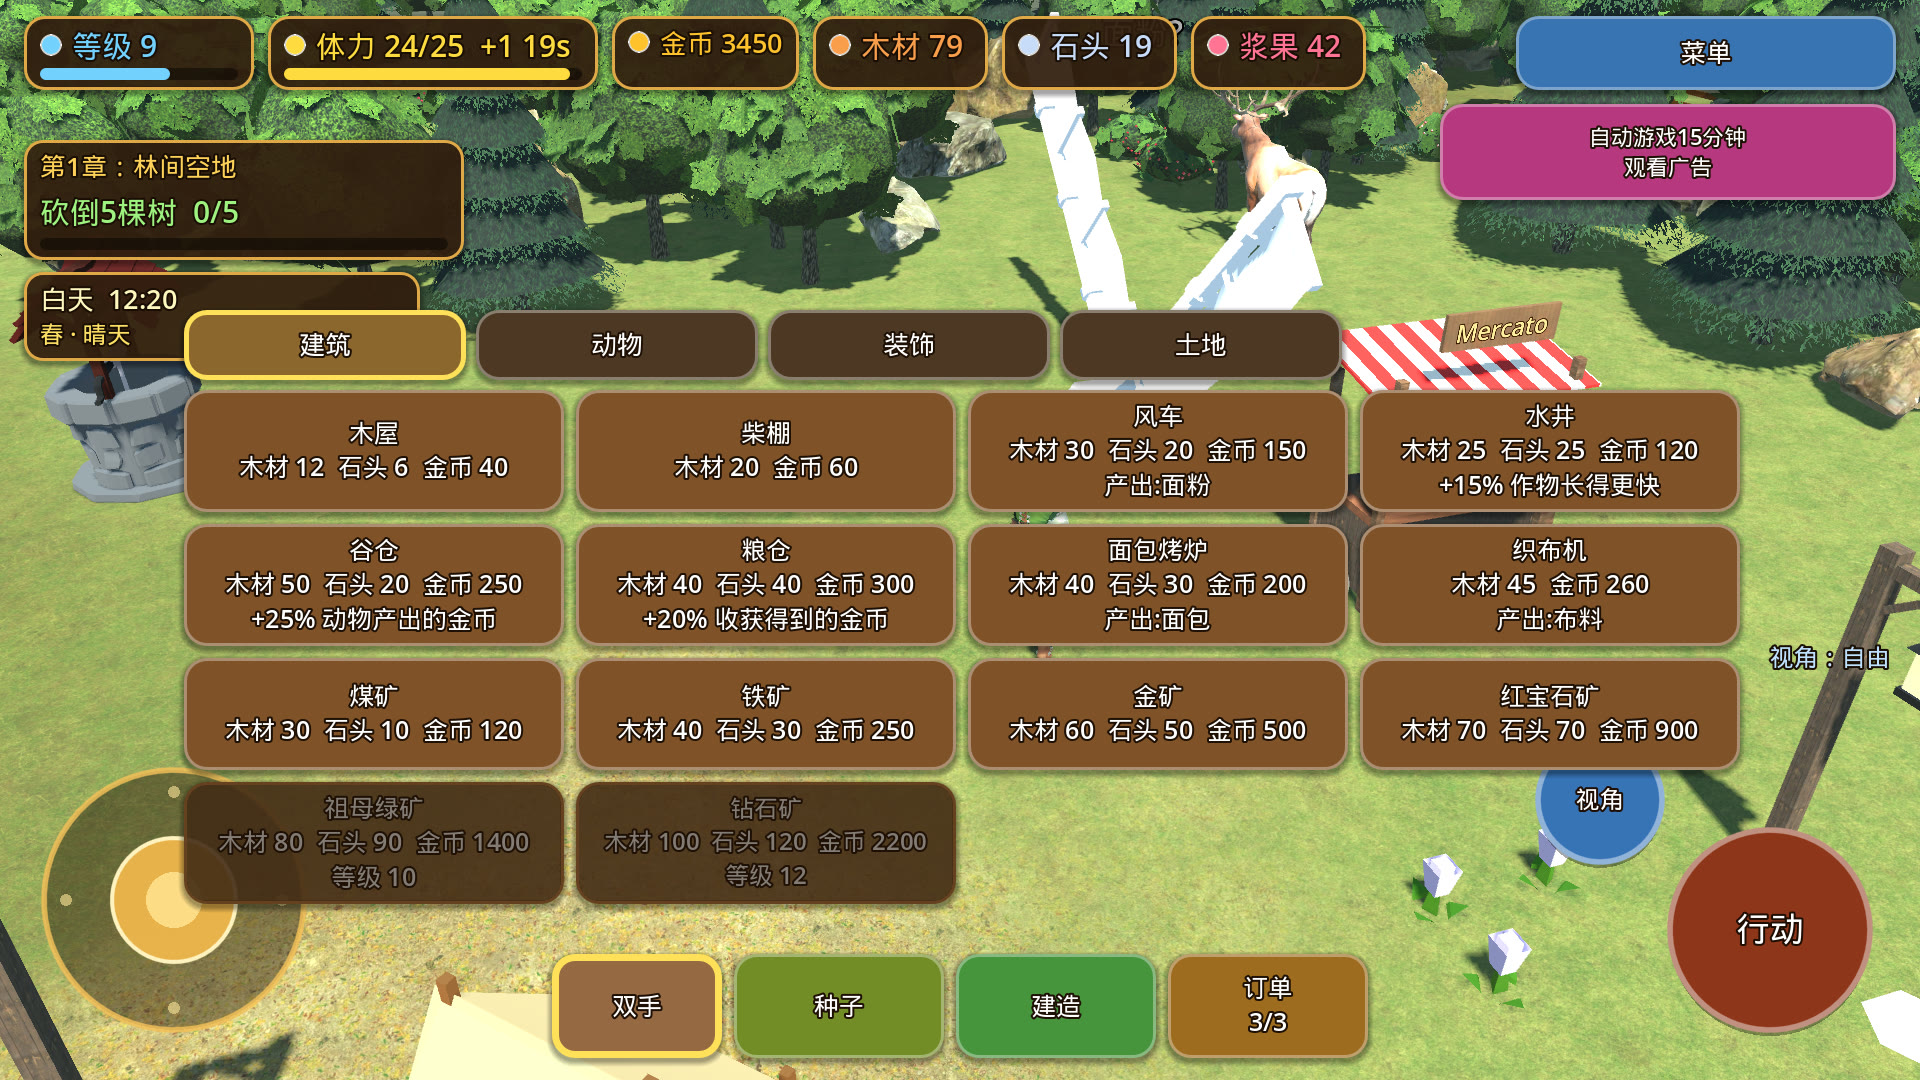 等级 9
体力 24/25 +1 19s
金币 3450
木材 79
石头 19
浆果 42
菜单
自动游戏15分钟
观看广告
第1章：林间空地
砍倒5棵树 0/5
白天 12:20
春·晴天
建筑
动物
装饰
土地
Mercato
木屋
木材 12 石头 6 金币 40
柴棚
木材 20 金币 60
风车
木材 30 石头 20 金币 150
产出:面粉
水井
木材 25 石头 25 金币 120
+15% 作物长得更快
谷仓
木材 50 石头 20 金币 250
+25% 动物产出的金币
粮仓
木材 40 石头 40 金币 300
+20% 收获得到的金币
面包烤炉
木材 40 石头 30 金币 200
产出:面包
织布机
木材 45 金币 260
产出:布料
视角：自由
煤矿
木材 30 石头 10 金币 120
铁矿
木材 40 石头 30 金币 250
金矿
木材 60 石头 50 金币 500
红宝石矿
木材 70 石头 70 金币 900
祖母绿矿
木材 80 石头 90 金币 1400
等级 10
钻石矿
木材 100 石头 120 金币 2200
等级 12
视角
行动
双手
种子
建造
订单
3/3